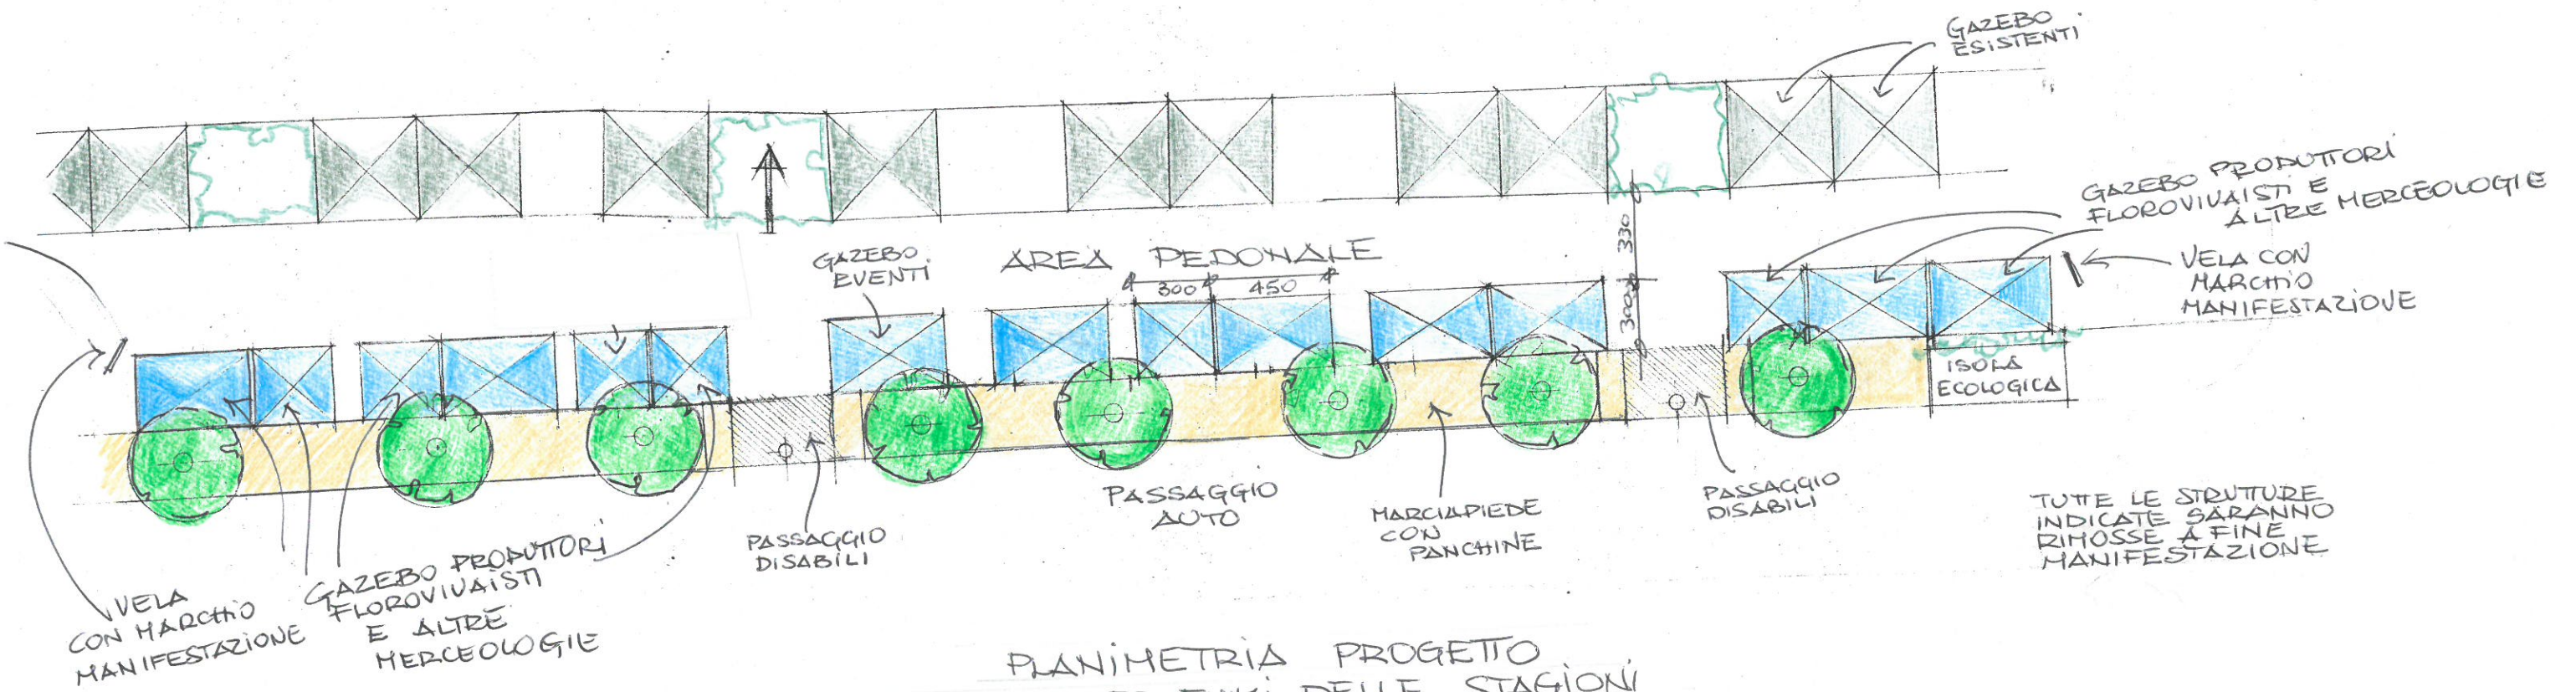 GAZEBO
ESISTENTI
GAZEBO PRODUTTORI
FLOROVIVAISTI E
ALTRE MERCEOLOGIE
VELA CON
MARCHIO
MANIFESTAZIONE
330
300
GAZEBO
EVENTI
AREA PEDONALE
300 450
ISOLA
ECOLOGICA
PASSAGGIO
DISABILI
PASSAGGIO
AUTO
MARCIAPIEDE
CON
PANCHINE
PASSAGGIO
DISABILI
TUTTE LE STRUTTURE
INDICATE SARANNO
RIMOSSE A FINE
MANIFESTAZIONE
VELA
CON MARCHIO
MANIFESTAZIONE
GAZEBO PRODUTTORI
FLOROVIVAISTI
E ALTRE
MERCEOLOGIE
PLANIMETRIA PROGETTO
DELLE STAGIONI